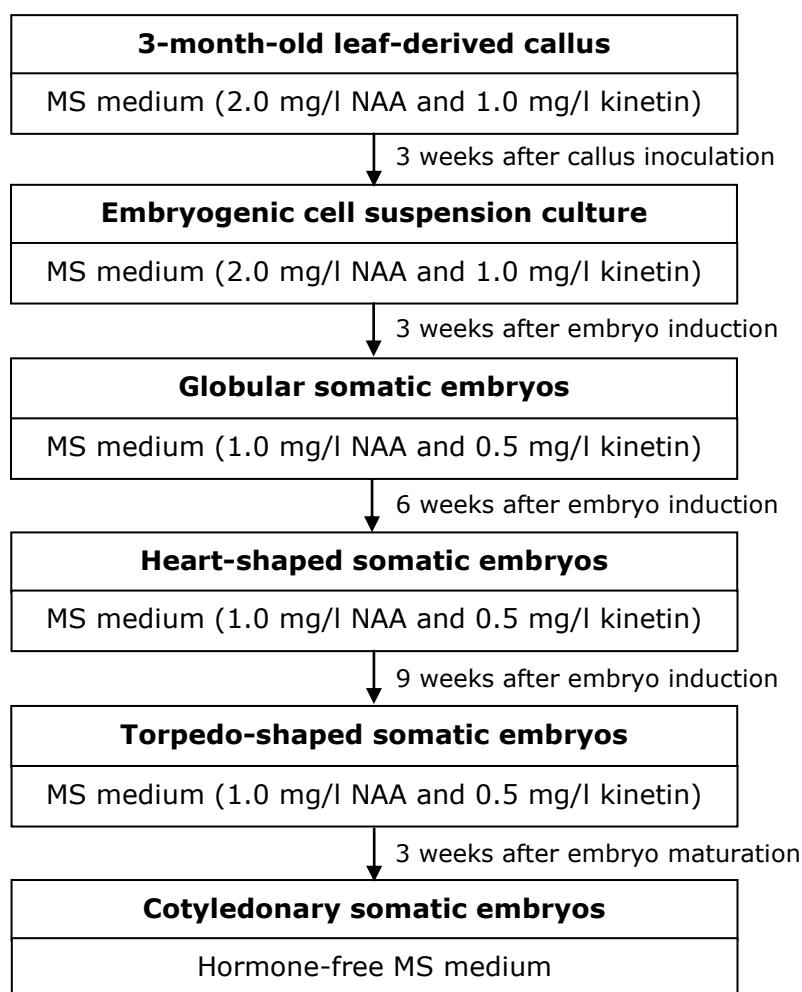 3-month-old leaf-derived callus
MS medium (2.0 mg/l NAA and 1.0 mg/l kinetin)
3 weeks after callus inoculation
Embryogenic cell suspension culture
MS medium (2.0 mg/l NAA and 1.0 mg/l kinetin)
3 weeks after embryo induction
Globular somatic embryos
MS medium (1.0 mg/l NAA and 0.5 mg/l kinetin)
6 weeks after embryo induction
Heart-shaped somatic embryos
MS medium (1.0 mg/l NAA and 0.5 mg/l kinetin)
9 weeks after embryo induction
Torpedo-shaped somatic embryos
MS medium (1.0 mg/l NAA and 0.5 mg/l kinetin)
3 weeks after embryo maturation
Cotyledonary somatic embryos
Hormone-free MS medium